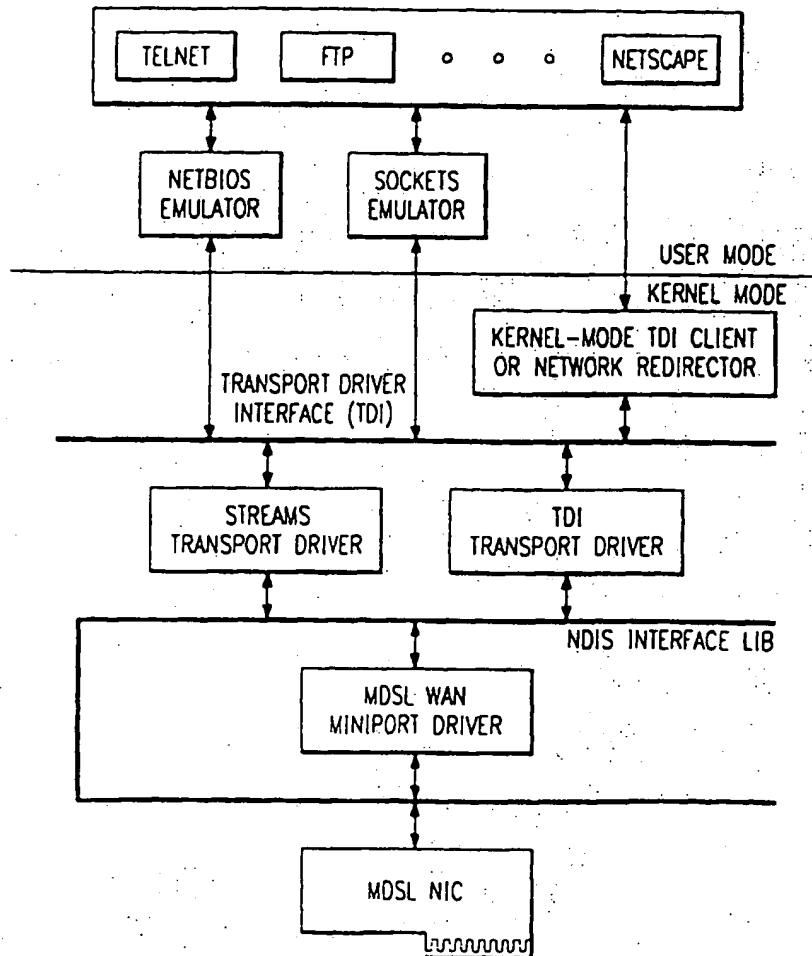 TELNET
FTP
NETSCAPE
NETBIOS
EMULATOR
SOCKETS
EMULATOR
USER MODE
KERNEL MODE
KERNEL-MODE TDI CLIENT
OR NETWORK REDIRECTOR
TRANSPORT DRIVER
INTERFACE (TDI)
STREAMS
TRANSPORT DRIVER
TDI
TRANSPORT DRIVER
NDIS INTERFACE LIB
MDSL WAN
MINIPORT DRIVER
MDSL NIC